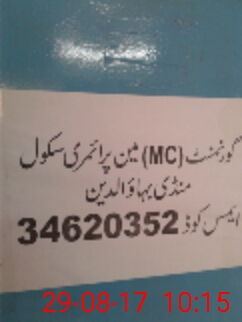 گورنمنٹ (MC) مین پرائمری سکول
منڈی بہاؤالدین
ایمس کوڈ 34620352
29-08-17 10:15